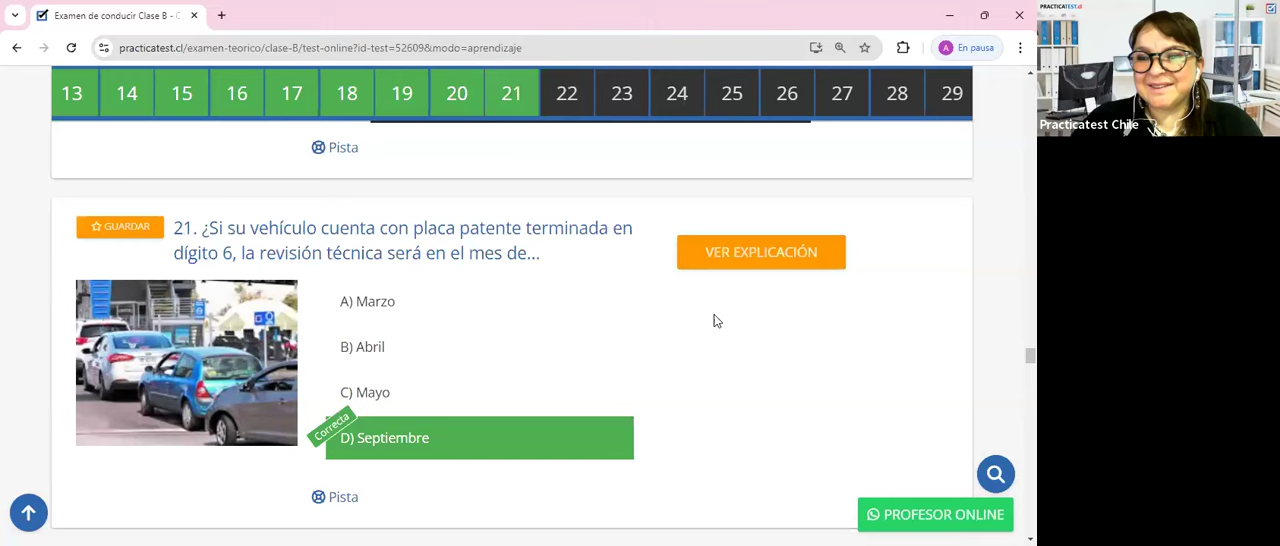 Examen de conducir Clase B - C
practicatest.cl/examen-teorico/clase-B/test-online?id-test=52609&modo=aprendizaje
A
En pausa
PRACTICATEST.cl
Practicatest Chile
13 14 15 16 17 18 19 20 21 22 23 24 25 26 27 28 29
Pista
GUARDAR
21. ¿Si su vehículo cuenta con placa patente terminada en
dígito 6, la revisión técnica será en el mes de...
VER EXPLICACIÓN
A) Marzo
B) Abril
C) Mayo
Correcta
D) Septiembre
Pista
PROFESOR ONLINE